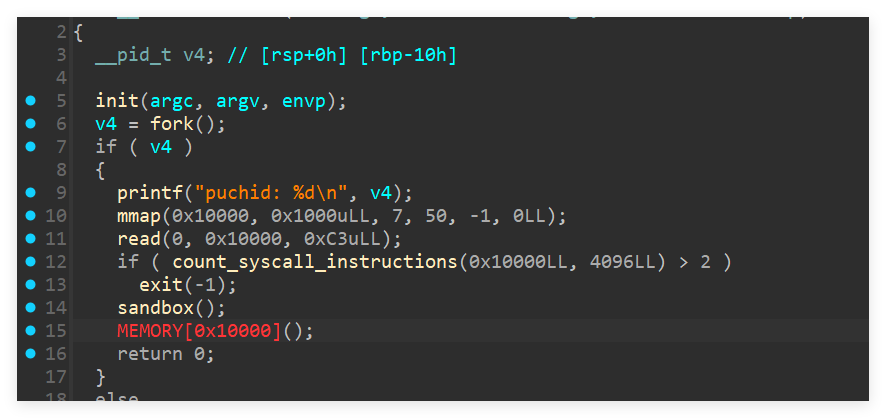 2 {
3 __pid_t v4; // [rsp+0h] [rbp-10h]
4
5 init(argc, argv, envp);
6 v4 = fork();
7 if ( v4 )
8 {
9 printf("puchid: %d\n", v4);
10 mmap(0x10000, 0x1000uLL, 7, 50, -1, 0LL);
11 read(0, 0x10000, 0xC3uLL);
12 if ( count_syscall_instructions(0x10000LL, 4096LL) > 2 )
13 exit(-1);
14 sandbox();
15 MEMORY[0x10000]();
16 return 0;
17 }
18 else